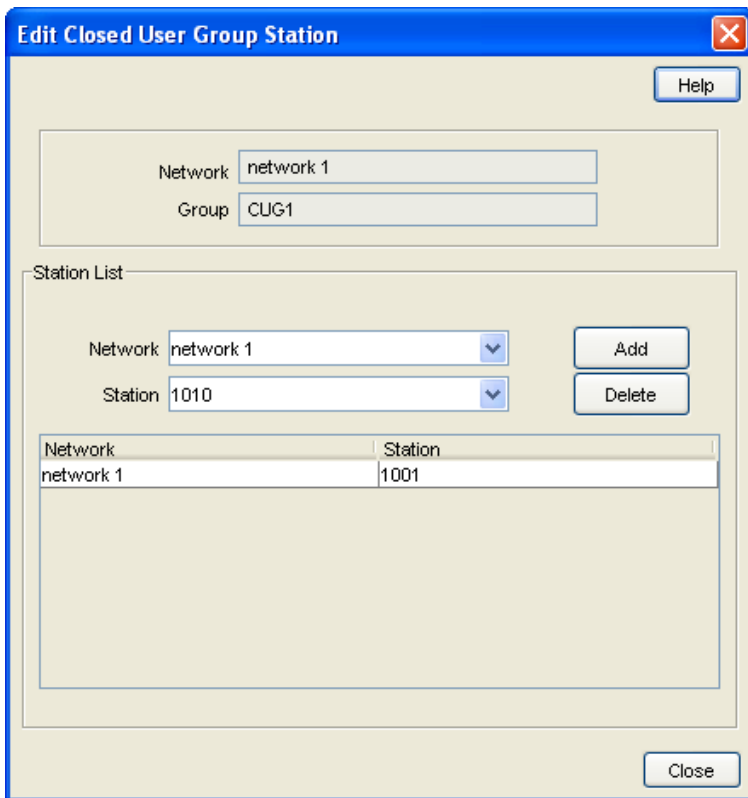 Edit Closed User Group Station
Help
Network network 1
Group CUG1
Station List
Network network 1 Add
Station 1010 Delete
Network Station
network 1 1001
Close